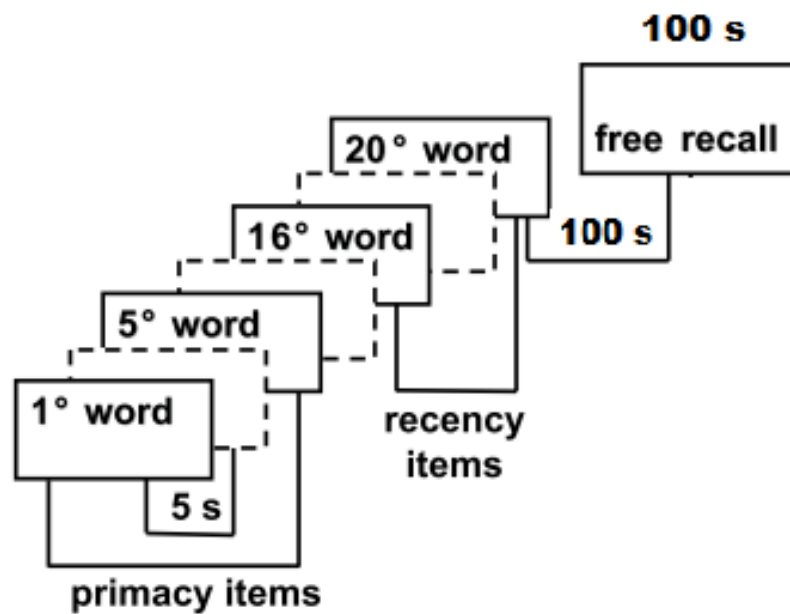 100 s
free recall
20° word
100 s
16° word
5° word
recency
items
1° word
5 s
primacy items